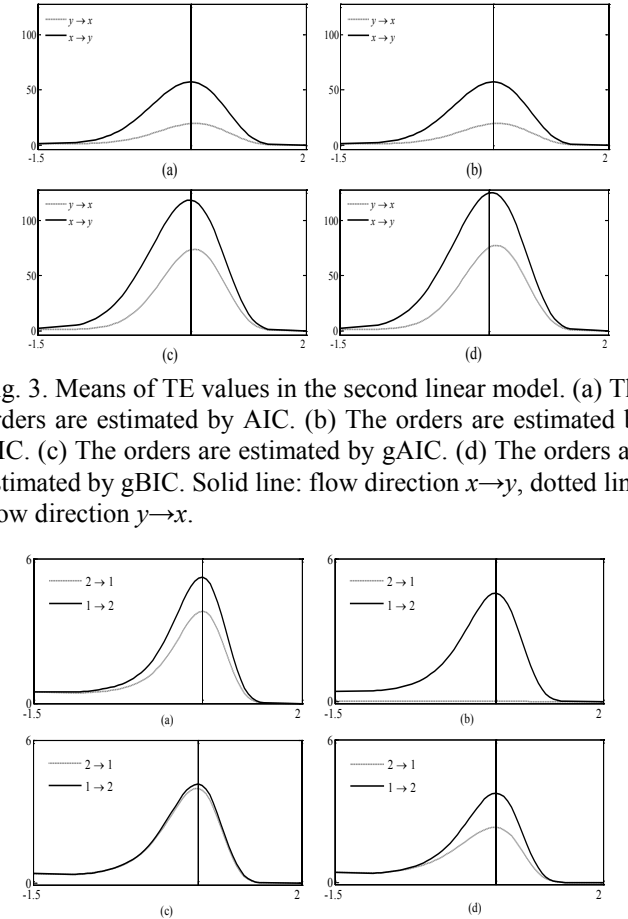 y → x
x → y
100
50
0
-1.5
2
(a)
y → x
x → y
100
50
0
-1.5
2
(b)
y → x
x → y
100
50
0
-1.5
2
(c)
y → x
x → y
100
50
0
-1.5
2
(d)
g. 3. Means of TE values in the second linear model. (a) Th
rders are estimated by AIC. (b) The orders are estimated b
IC. (c) The orders are estimated by gAIC. (d) The orders a
stimated by gBIC. Solid line: flow direction x→y, dotted lin
ow direction y→x.
6
2 → 1
1 → 2
0
-1.5
2
(a)
6
2 → 1
1 → 2
0
-1.5
2
(b)
6
2 → 1
1 → 2
0
-1.5
2
(c)
6
2 → 1
1 → 2
0
-1.5
2
(d)